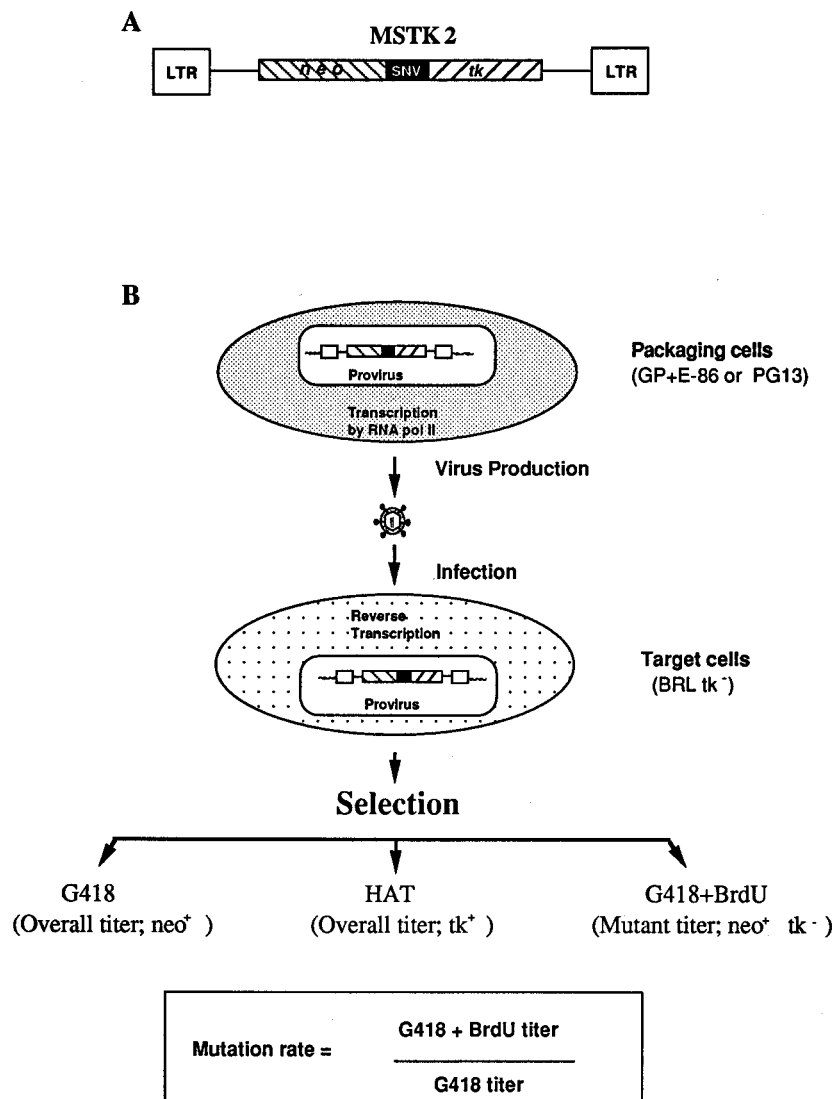 A
MSTK 2
LTR
neo
SNV
tk
LTR
B
Provirus
Transcription
by RNA pol II
Packaging cells
(GP+E-86 or PG13)
Virus Production
Infection
Reverse
Transcription
Provirus
Target cells
(BRL tk -)
Selection
G418
(Overall titer; neo+ )
HAT
(Overall titer; tk+ )
G418+BrdU
(Mutant titer; neo+ tk - )
Mutation rate =
G418 + BrdU titer
G418 titer